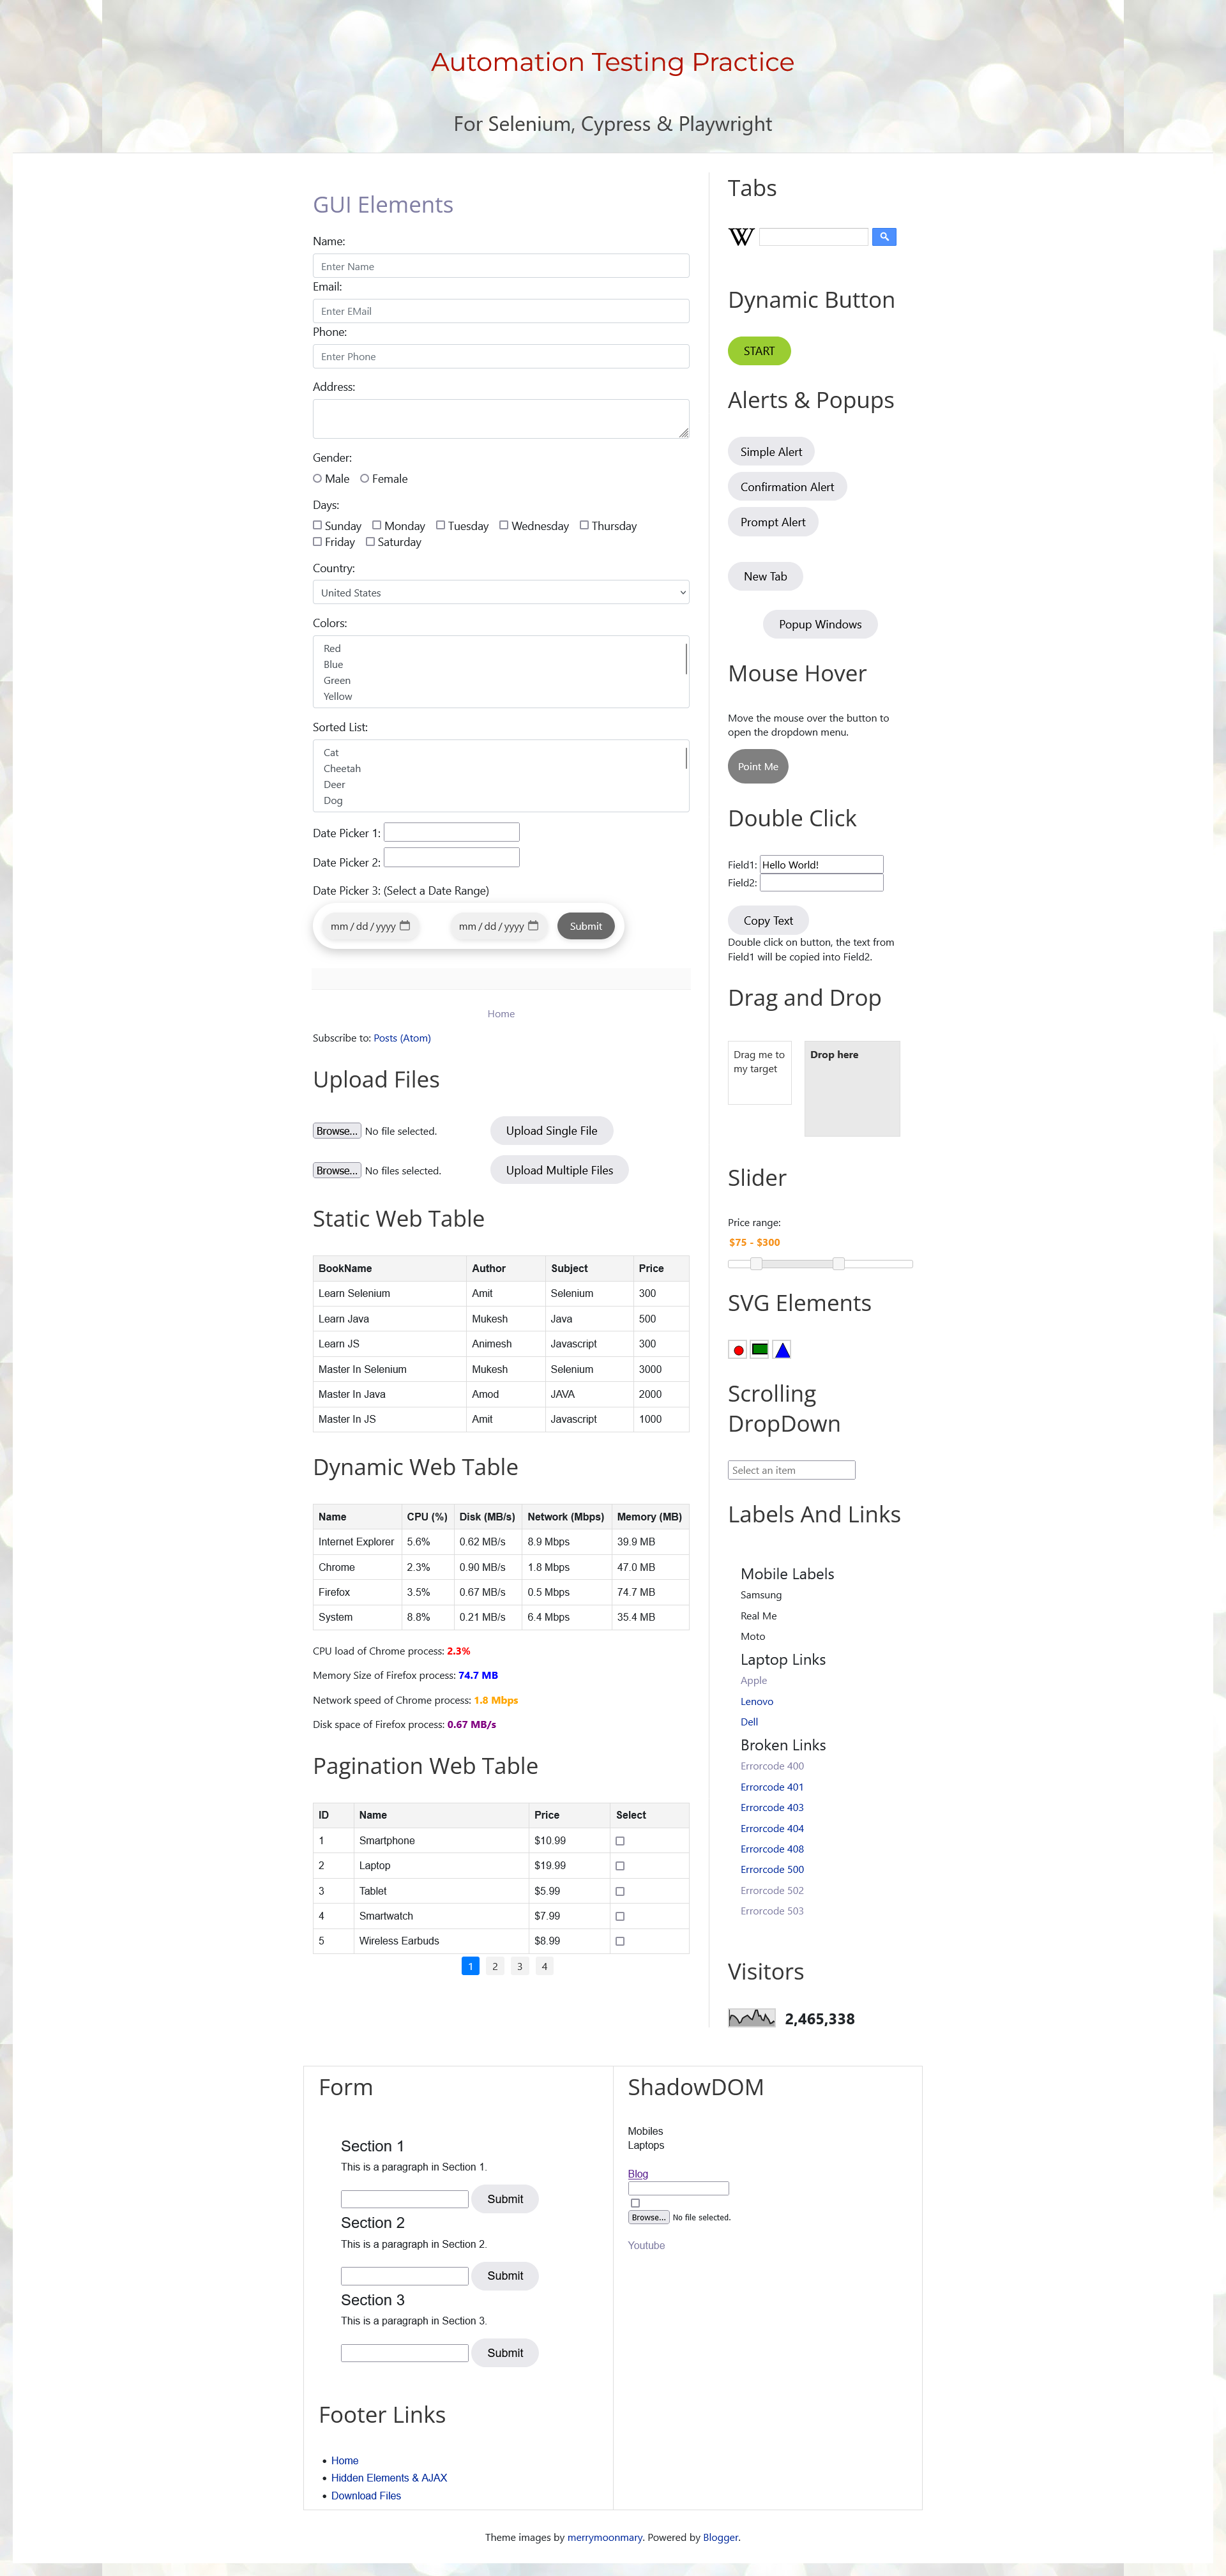 Automation Testing Practice
For Selenium, Cypress & Playwright
GUI Elements
Name:
Enter Name
Email:
Enter EMail
Phone:
Enter Phone
Address:
Gender:
Male Female
Days:
Sunday Monday Tuesday Wednesday Thursday
Friday Saturday
Country:
United States
Colors:
Red
Blue
Green
Yellow
Sorted List:
Cat
Cheetah
Deer
Dog
Date Picker 1:
Date Picker 2:
Date Picker 3: (Select a Date Range)
mm/dd/yyyy mm/dd/yyyy Submit
Home
Subscribe to: Posts (Atom)
Upload Files
Browse... No file selected. Upload Single File
Browse... No files selected. Upload Multiple Files
Static Web Table
BookName Author Subject Price
Learn Selenium Amit Selenium 300
Learn Java Mukesh Java 500
Learn JS Animesh Javascript 300
Master In Selenium Mukesh Selenium 3000
Master In Java Amod JAVA 2000
Master In JS Amit Javascript 1000
Dynamic Web Table
Name CPU (%) Disk (MB/s) Network (Mbps) Memory (MB)
Internet Explorer 5.6% 0.62 MB/s 8.9 Mbps 39.9 MB
Chrome 2.3% 0.90 MB/s 1.8 Mbps 47.0 MB
Firefox 3.5% 0.67 MB/s 0.5 Mbps 74.7 MB
System 8.8% 0.21 MB/s 6.4 Mbps 35.4 MB
CPU load of Chrome process: 2.3%
Memory Size of Firefox process: 74.7 MB
Network speed of Chrome process: 1.8 Mbps
Disk space of Firefox process: 0.67 MB/s
Pagination Web Table
ID Name Price Select
1 Smartphone $10.99
2 Laptop $19.99
3 Tablet $5.99
4 Smartwatch $7.99
5 Wireless Earbuds $8.99
1 2 3 4
Tabs
W
Dynamic Button
START
Alerts & Popups
Simple Alert
Confirmation Alert
Prompt Alert
New Tab
Popup Windows
Mouse Hover
Move the mouse over the button to
open the dropdown menu.
Point Me
Double Click
Field1: Hello World!
Field2:
Copy Text
Double click on button, the text from
Field1 will be copied into Field2.
Drag and Drop
Drag me to
my target
Drop here
Slider
Price range:
$75 - $300
SVG Elements
Scrolling
DropDown
Select an item
Labels And Links
Mobile Labels
Samsung
Real Me
Moto
Laptop Links
Apple
Lenovo
Dell
Broken Links
Errorcode 400
Errorcode 401
Errorcode 403
Errorcode 404
Errorcode 408
Errorcode 500
Errorcode 502
Errorcode 503
Visitors
2,465,338
Form
Section 1
This is a paragraph in Section 1.
Submit
Section 2
This is a paragraph in Section 2.
Submit
Section 3
This is a paragraph in Section 3.
Submit
Footer Links
Home
Hidden Elements & AJAX
Download Files
ShadowDOM
Mobiles
Laptops
Blog
Browse... No file selected.
Youtube
Theme images by merrymoonmary. Powered by Blogger.